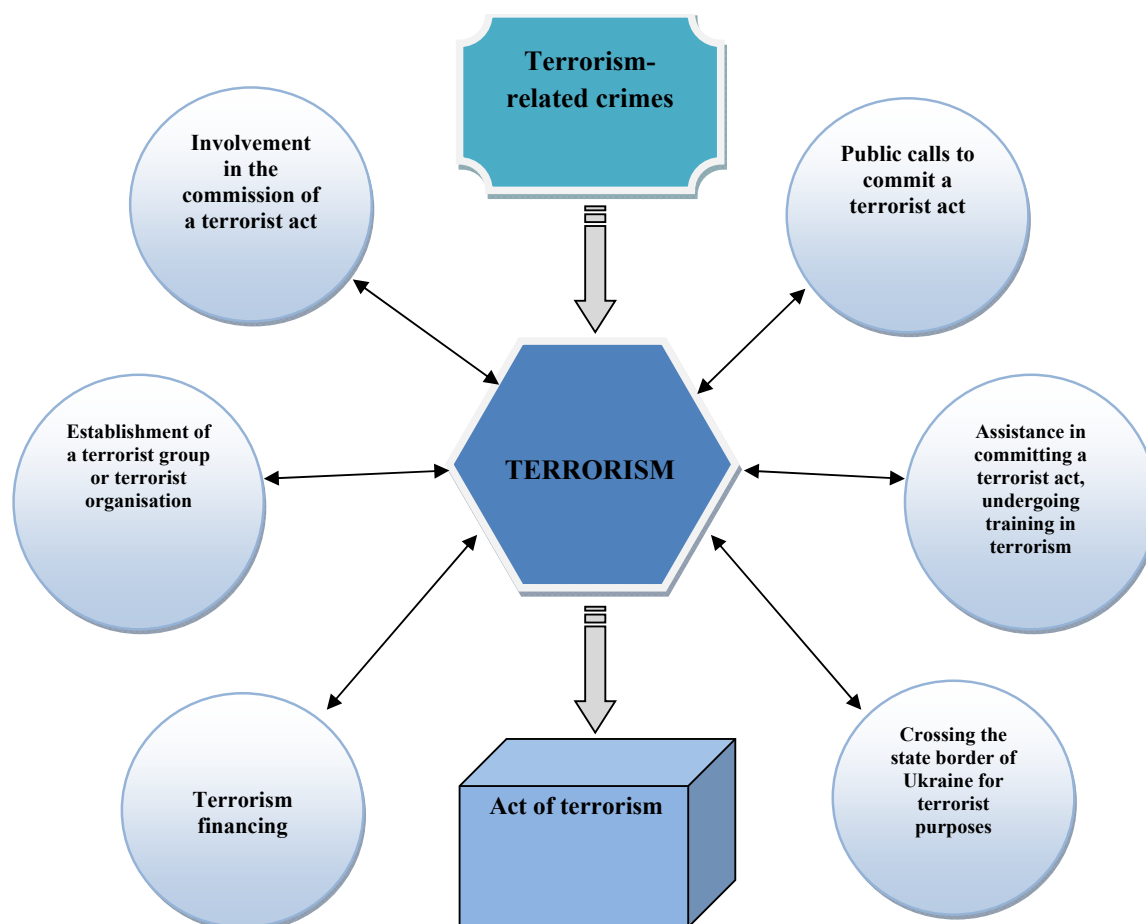 Terrorism-
related crimes
Involvement
in the
commission of
a terrorist act
Public calls to
commit a
terrorist act
Establishment of
a terrorist group
or terrorist
organisation
TERRORISM
Assistance in
committing a
terrorist act,
undergoing
training in
terrorism
Terrorism
financing
Act of terrorism
Crossing the
state border of
Ukraine for
terrorist
purposes